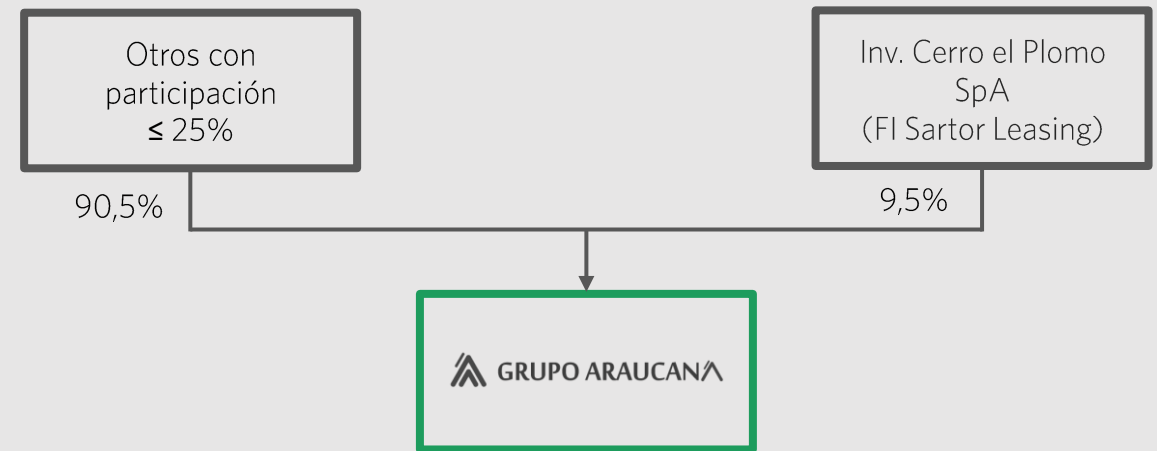 Otros con
participación
≤ 25%
Inv. Cerro el Plomo
SpA
(FI Sartor Leasing)
90,5%
9,5%
GRUPO ARAUCANA